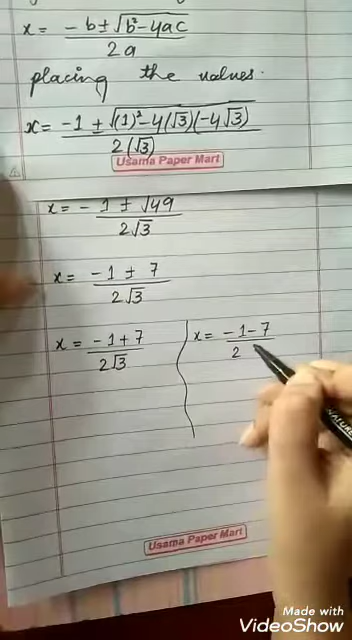 x = -b±√b²-4ac
2a
placing the values.
x = -1 ± √(1)²-4(√3)(-4√3)
2(√3)
Usama Paper Mart
x = -1 ± √49
2√3
x = -1 ± 7
2√3
x = -1+7
2√3
x = -1-7
2
Usama Paper Mart
Made with
VideoShow